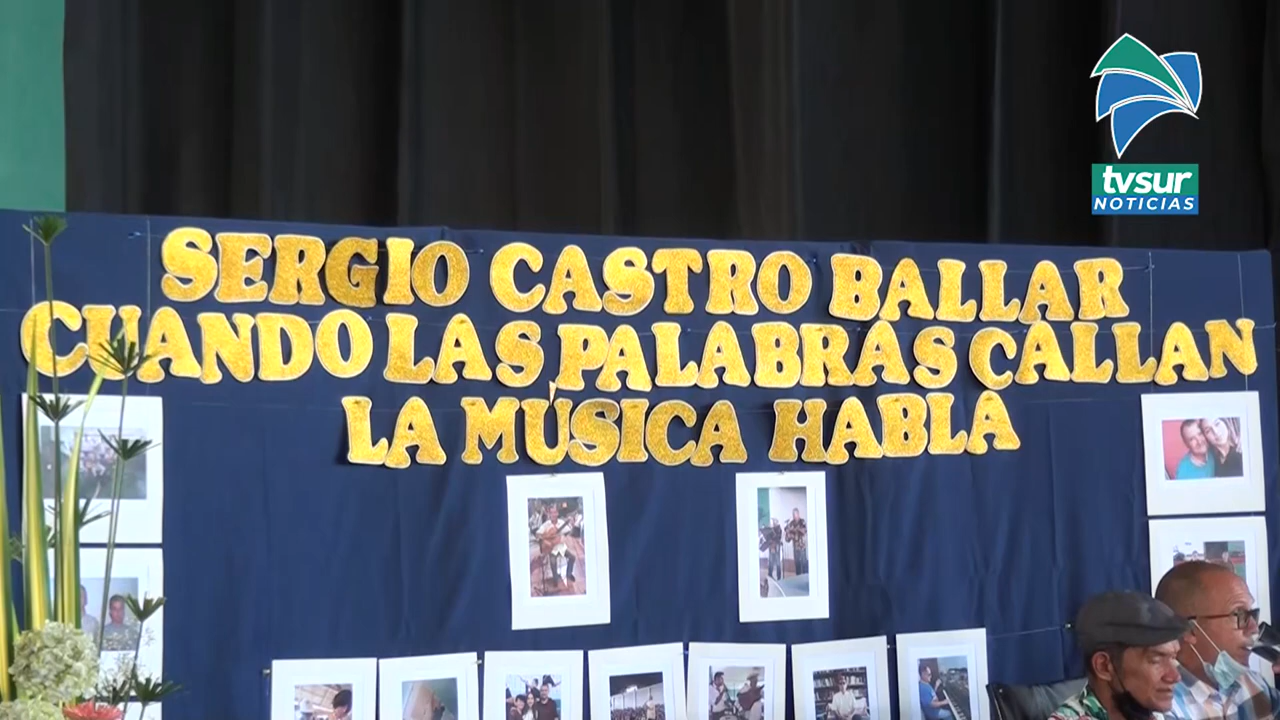 tvsur
NOTICIAS
SERGIO CASTRO BALLAR
CUANDO LAS PALABRAS CALLAN
LA MÚSICA HABLA